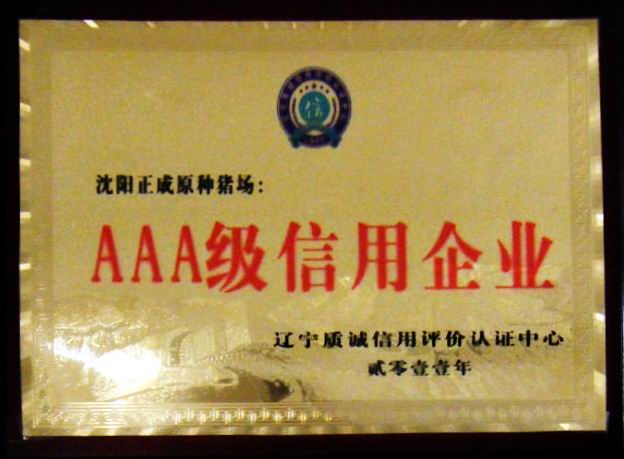 信
沈阳正成原种猪场：
AAA级信用企业
辽宁质诚信用评价认证中心
贰零壹壹年